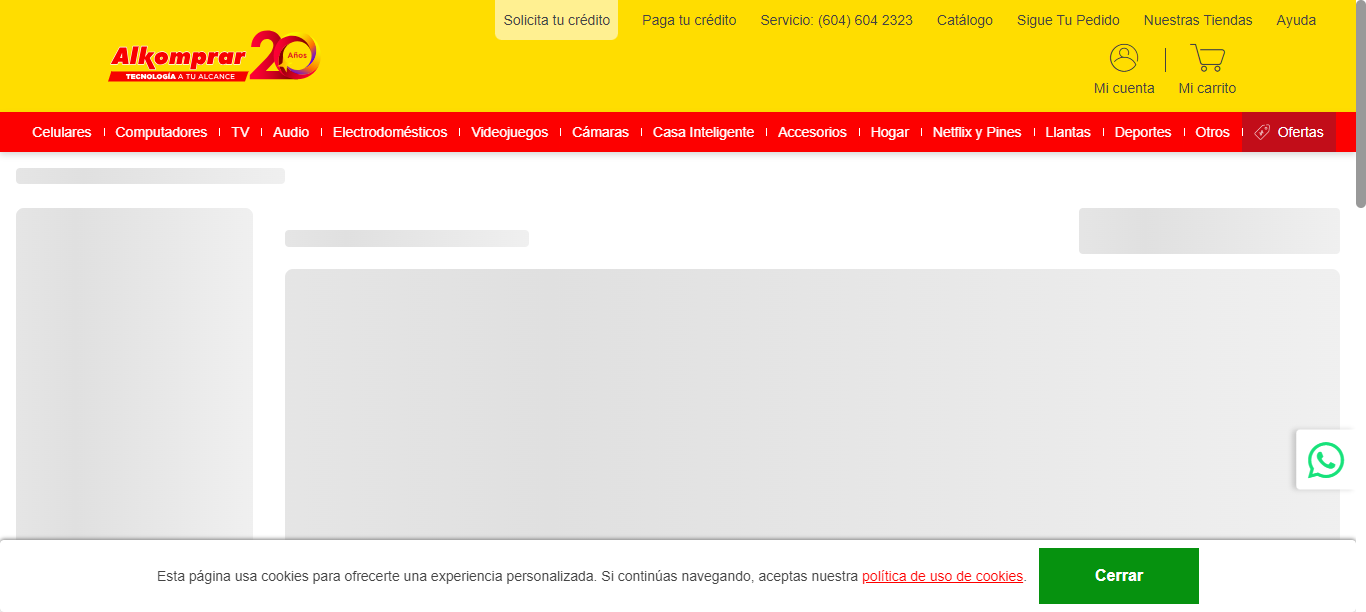 Solicita tu crédito Paga tu crédito Servicio: (604) 604 2323 Catálogo Sigue Tu Pedido Nuestras Tiendas Ayuda
Alkomprar 20 Años
TECNOLOGÍA A TU ALCANCE
Mi cuenta Mi carrito
Celulares Computadores TV Audio Electrodomésticos Videojuegos Cámaras Casa Inteligente Accesorios Hogar Netflix y Pines Llantas Deportes Otros Ofertas
Esta página usa cookies para ofrecerte una experiencia personalizada. Si continúas navegando, aceptas nuestra política de uso de cookies. Cerrar